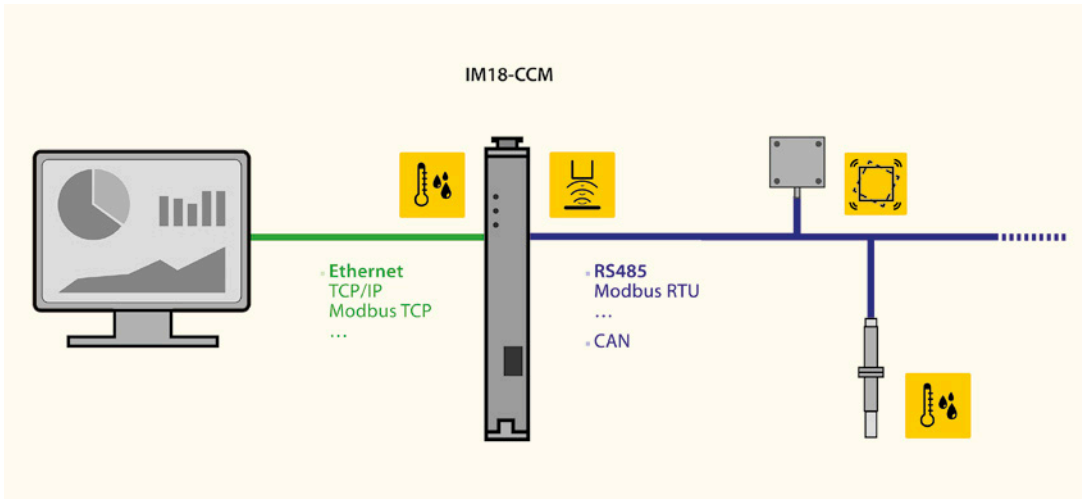 IM18-CCM
Ethernet
TCP/IP
Modbus TCP
...
RS485
Modbus RTU
...
CAN